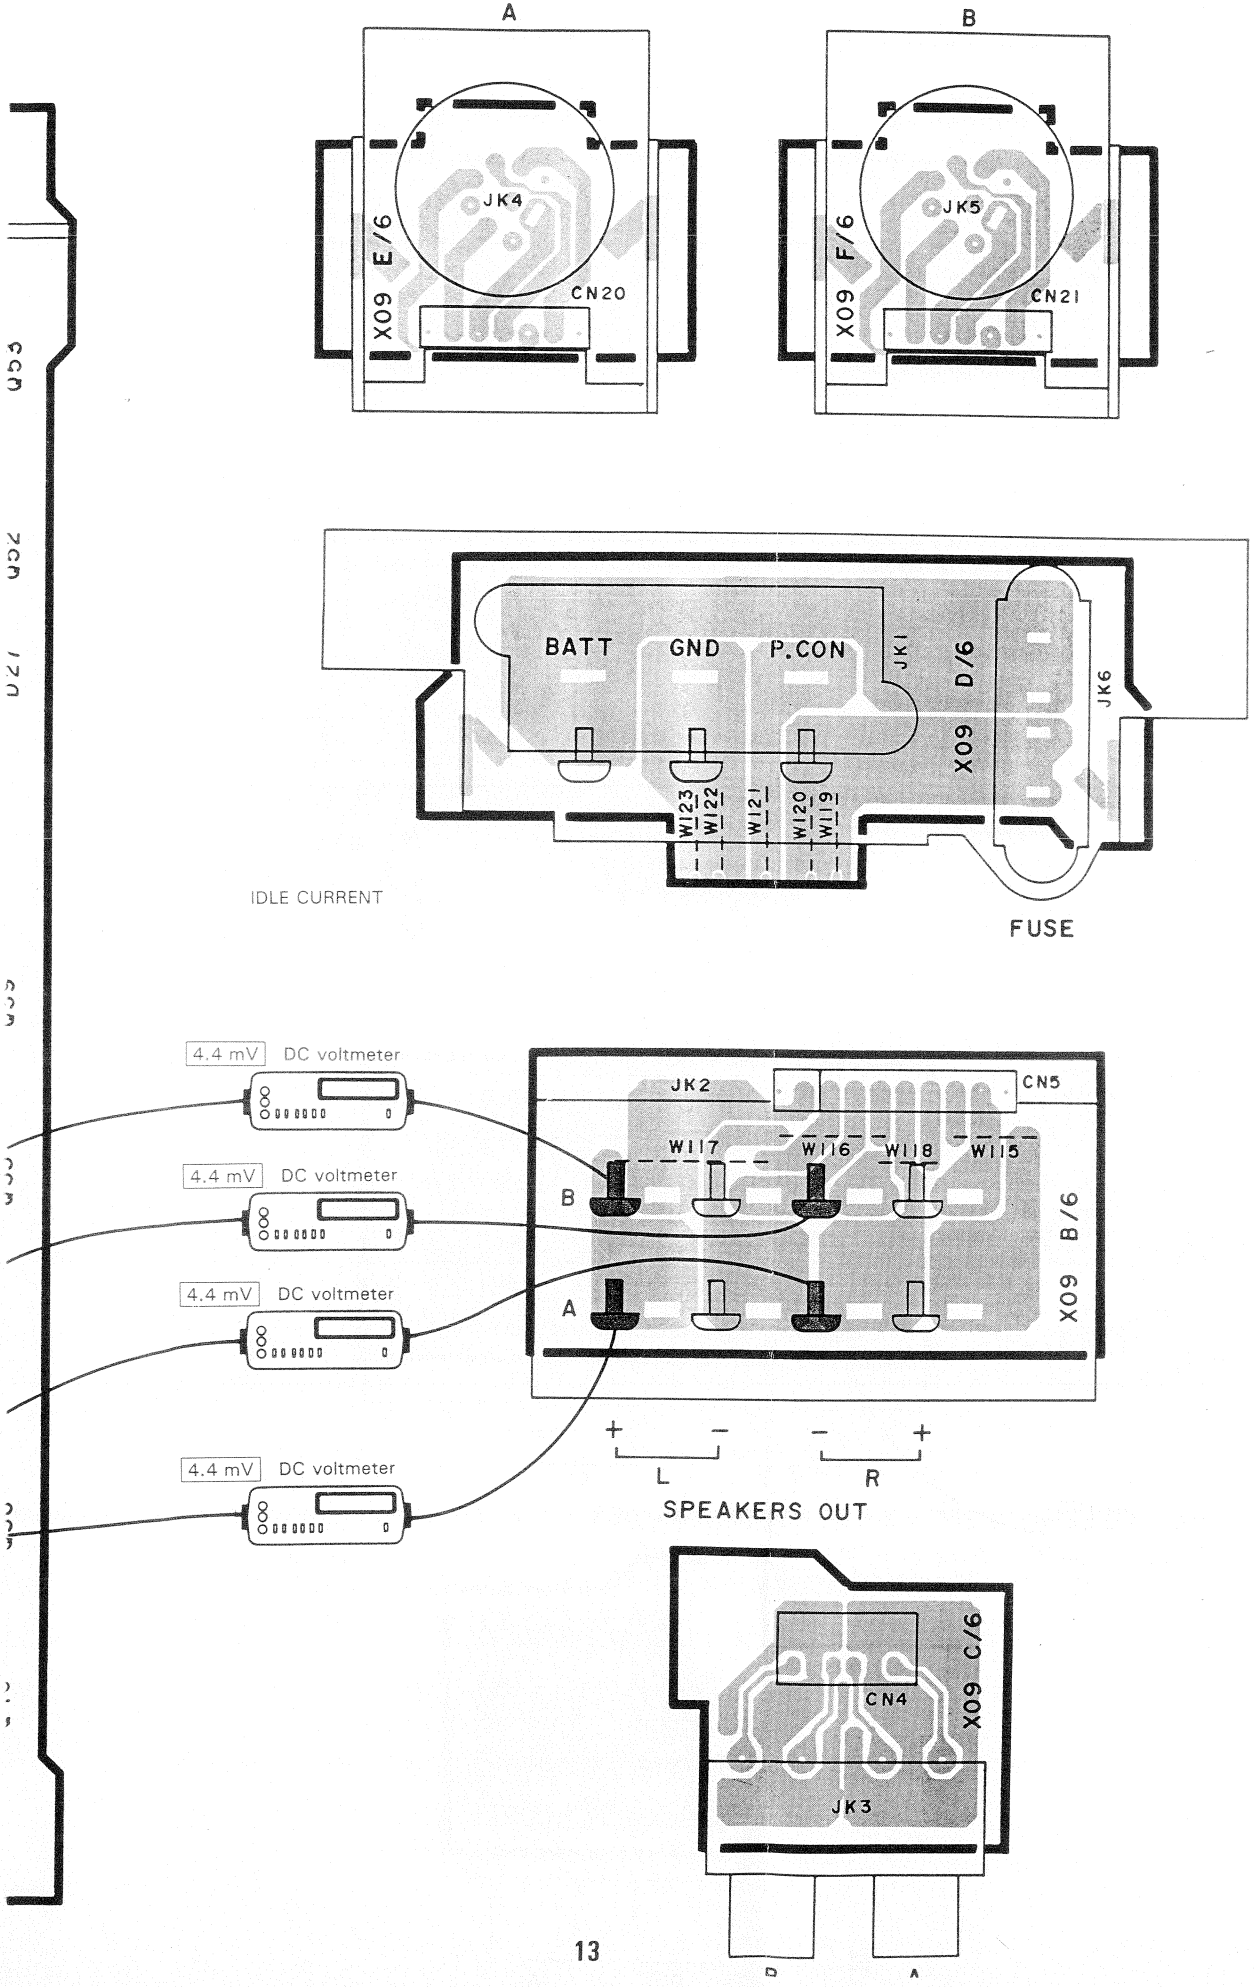 A
B
JK4
JK5
X09 E/6
X09 F/6
CN20
CN21
BATT
GND
P.CON
JK1
X09 D/6
JK6
W123
W122
W121
W120
W119
IDLE CURRENT
FUSE
4.4 mV DC voltmeter
JK2
CN5
W117
W116
W118
W115
4.4 mV DC voltmeter
B
X09 B/6
4.4 mV DC voltmeter
A
+ - - +
L R
4.4 mV DC voltmeter
SPEAKERS OUT
X09 C/6
CN4
JK3
13